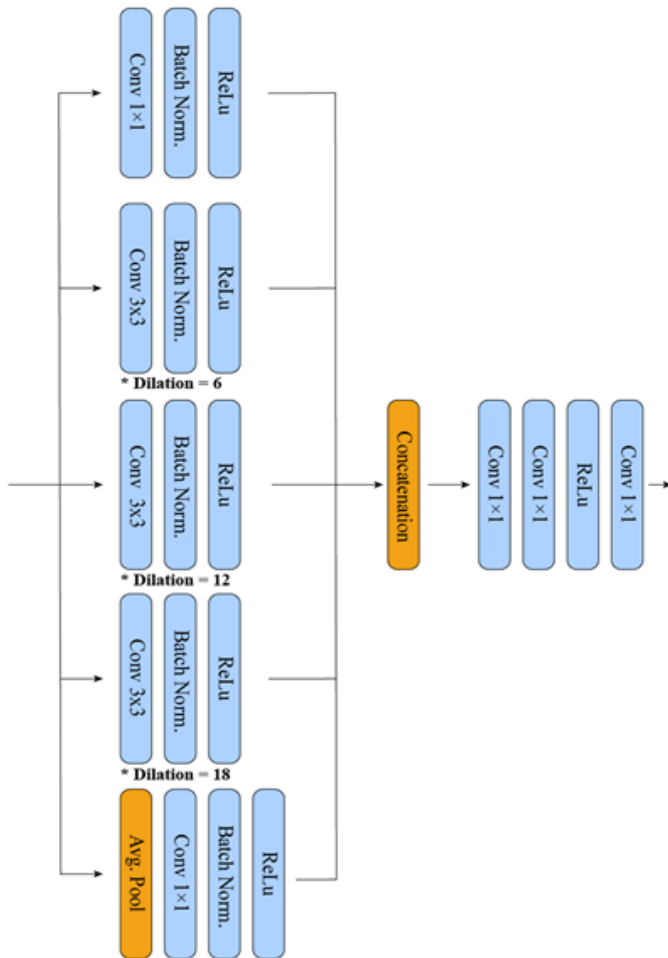 Conv 1×1
Batch Norm.
ReLu
Conv 3x3
Batch Norm.
ReLu
* Dilation = 6
Conv 3x3
Batch Norm.
ReLu
* Dilation = 12
Conv 3x3
Batch Norm.
ReLu
* Dilation = 18
Avg. Pool
Conv 1×1
Batch Norm.
ReLu
Concatenation
Conv 1×1
Conv 1×1
ReLu
Conv 1×1